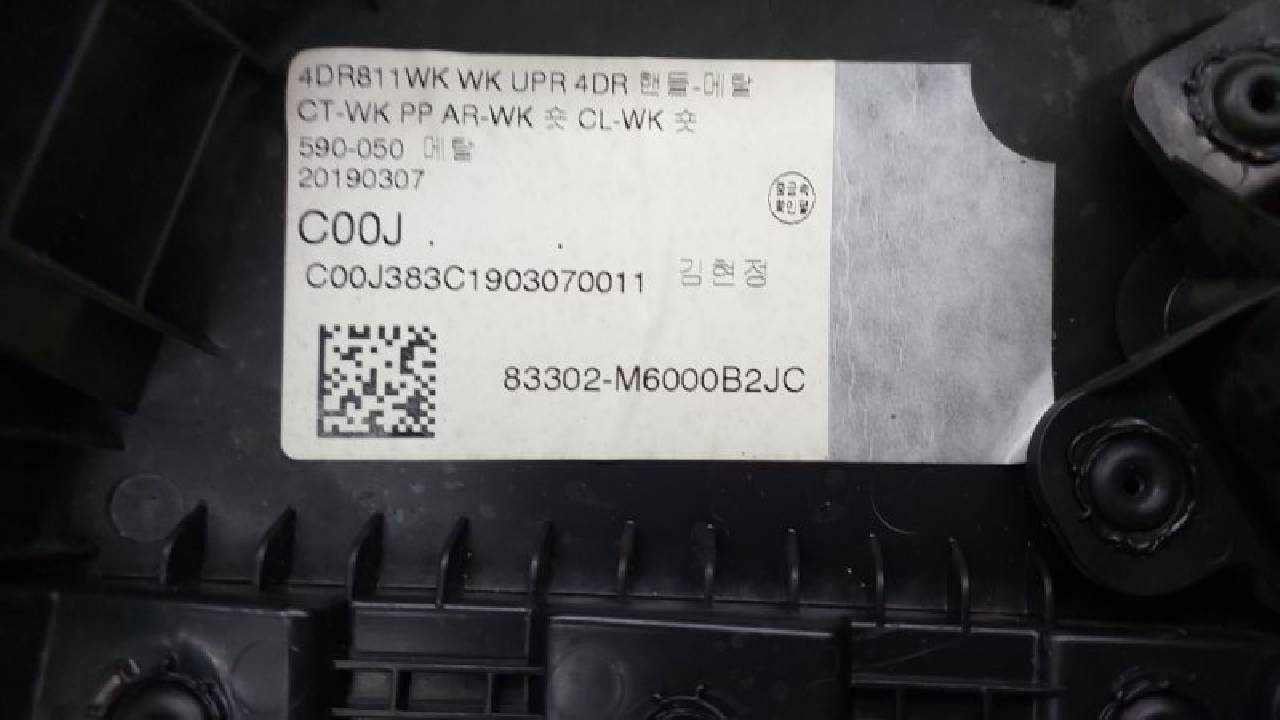 4DR811WK WK UPR 4DR 핸들-메탈
CT-WK PP AR-WK 숏 CL-WK 숏
590-050 메탈
20190307
C00J
C00J383C1903070011 김현정
83302-M6000B2JC